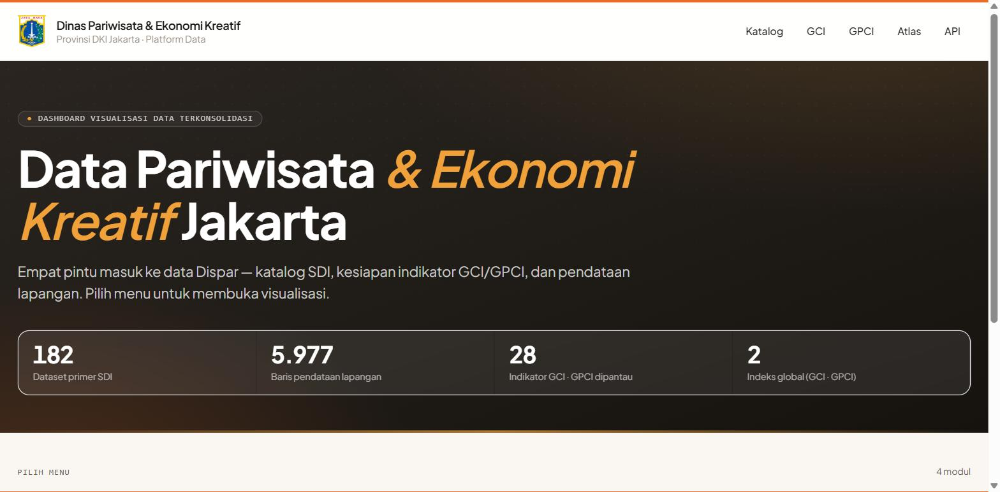 JAYA RAYA
Dinas Pariwisata & Ekonomi Kreatif
Provinsi DKI Jakarta · Platform Data
Katalog
GCI
GPCI
Atlas
API
DASHBOARD VISUALISASI DATA TERKONSOLIDASI
Data Pariwisata & Ekonomi
Kreatif Jakarta
Empat pintu masuk ke data Dispar — katalog SDI, kesiapan indikator GCI/GPCI, dan pendataan
lapangan. Pilih menu untuk membuka visualisasi.
182
Dataset primer SDI
5.977
Baris pendataan lapangan
28
Indikator GCI · GPCI dipantau
2
Indeks global (GCI · GPCI)
PILIH MENU
4 modul